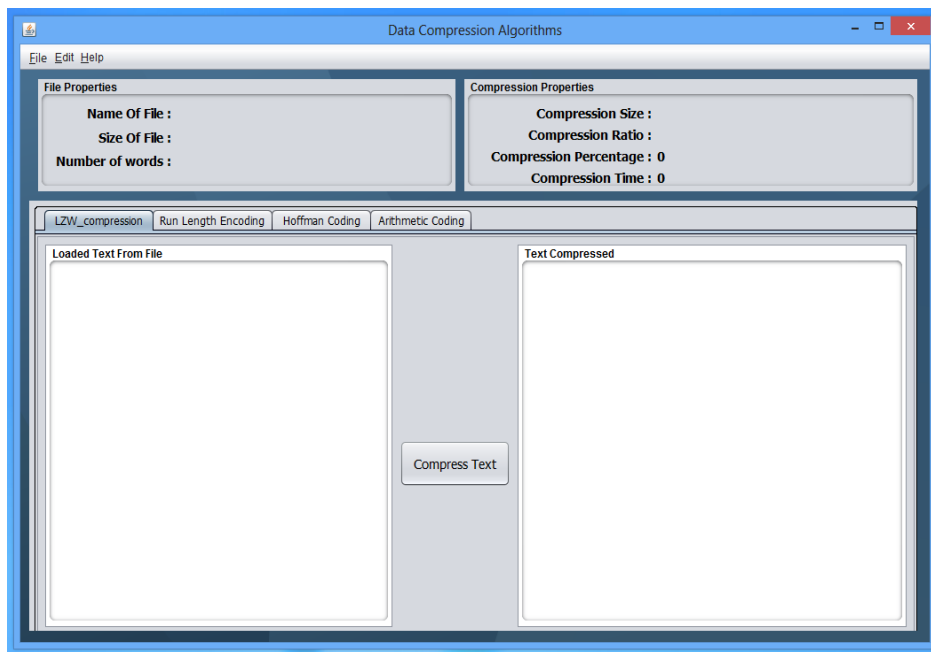 Data Compression Algorithms
File Edit Help
File Properties
Name Of File :
Size Of File :
Number of words :
Compression Properties
Compression Size :
Compression Ratio :
Compression Percentage : 0
Compression Time : 0
LZW_compression Run Length Encoding Hoffman Coding Arithmetic Coding
Loaded Text From File
Compress Text
Text Compressed